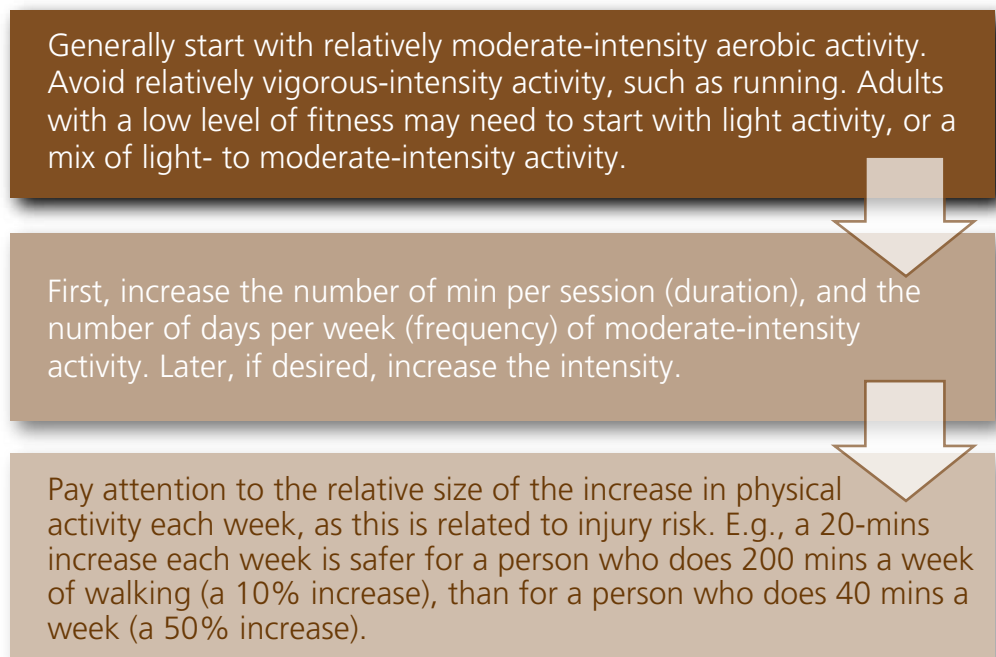 Generally start with relatively moderate-intensity aerobic activity.
Avoid relatively vigorous-intensity activity, such as running. Adults
with a low level of fitness may need to start with light activity, or a
mix of light- to moderate-intensity activity.
First, increase the number of min per session (duration), and the
number of days per week (frequency) of moderate-intensity
activity. Later, if desired, increase the intensity.
Pay attention to the relative size of the increase in physical
activity each week, as this is related to injury risk. E.g., a 20-mins
increase each week is safer for a person who does 200 mins a week
of walking (a 10% increase), than for a person who does 40 mins a
week (a 50% increase).